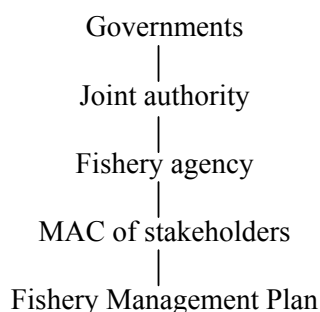 Governments
Joint authority
Fishery agency
MAC of stakeholders
Fishery Management Plan